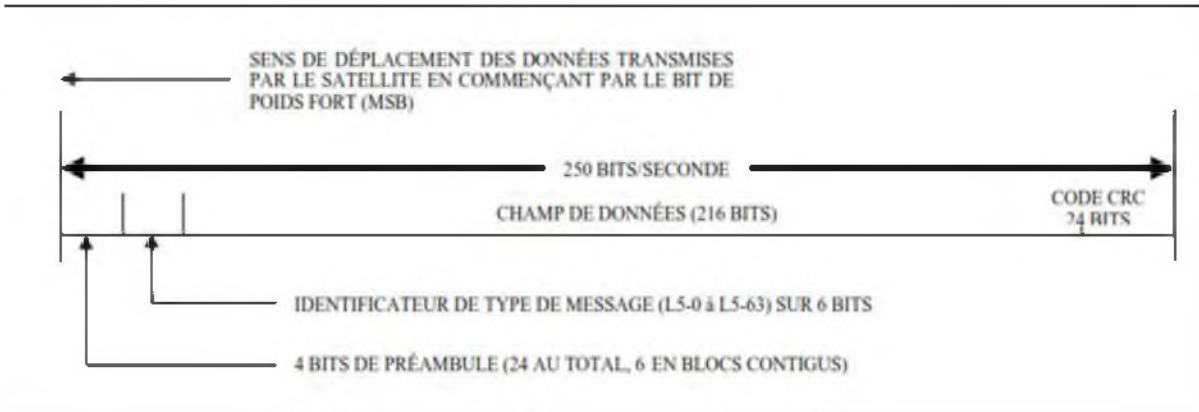 SENS DE DÉPLACEMENT DES DONNÉES TRANSMISES
PAR LE SATELLITE EN COMMENÇANT PAR LE BIT DE
POIDS FORT (MSB)
250 BITS/SECONDE
CHAMP DE DONNÉES (216 BITS)
CODE CRC
24 BITS
IDENTIFICATEUR DE TYPE DE MESSAGE (L5-0 à L5-63) SUR 6 BITS
4 BITS DE PRÉAMBULE (24 AU TOTAL, 6 EN BLOCS CONTIGUS)